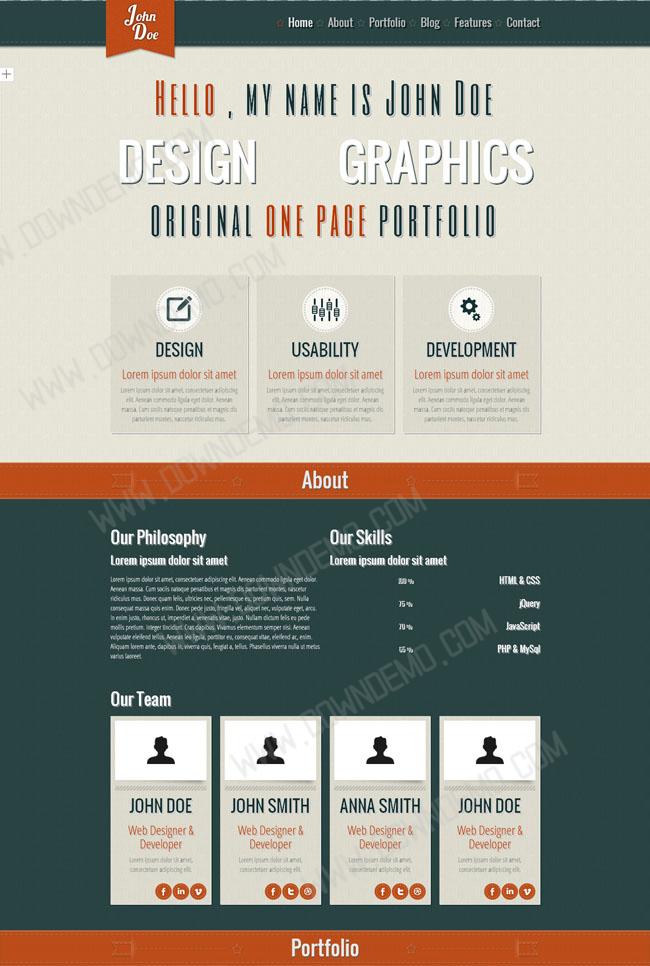 John Doe
Home About Portfolio Blog Features Contact
Hello , my name is John Doe
DESIGN GRAPHICS
ORIGINAL ONE PAGE PORTFOLIO
DESIGN
Lorem ipsum dolor sit amet
Lorem ipsum dolor sit amet, consectetuer adipiscing
elit. Aenean commodo ligula eget dolor. Aenean
massa. Cum sociis natoque penatibus et magnis dis
parturient montes, nascetur ridiculus mus.
USABILITY
Lorem ipsum dolor sit amet
Lorem ipsum dolor sit amet, consectetuer adipiscing
elit. Aenean commodo ligula eget dolor. Aenean
massa. Cum sociis natoque penatibus et magnis dis
parturient montes, nascetur ridiculus mus.
DEVELOPMENT
Lorem ipsum dolor sit amet
Lorem ipsum dolor sit amet, consectetuer adipiscing
elit. Aenean commodo ligula eget dolor. Aenean
massa. Cum sociis natoque penatibus et magnis dis
parturient montes, nascetur ridiculus mus.
About
Our Philosophy
Lorem ipsum dolor sit amet
Lorem ipsum dolor sit amet, consectetuer adipiscing elit. Aenean commodo ligula eget dolor. Aenean
massa. Cum sociis natoque penatibus et magnis dis parturient montes, nascetur
ridiculus mus. Donec quam felis, ultricies nec, pellentesque eu, pretium quis, sem. Nulla
consequat massa quis enim. Donec pede justo, fringilla vel, aliquet nec, vulputate eget, arcu.
In enim justo, rhoncus ut, imperdiet a, venenatis vitae, justo. Nullam dictum felis eu pede
mollis pretium. Integer tincidunt. Cras dapibus. Vivamus elementum semper nisi. Aenean
vulputate eleifend tellus. Aenean leo ligula, porttitor eu, consequat vitae, eleifend ac, enim.
Aliquam lorem ante, dapibus in, viverra quis, feugiat a, tellus. Phasellus viverra nulla ut metus
varius laoreet.
Our Skills
Lorem ipsum dolor sit amet
% HTML & CSS
75 % jQuery
70 % JavaScript
% PHP & MySql
Our Team
JOHN DOE
Web Designer &
Developer
Lorem ipsum dolor sit amet,
consectetuer adipiscing elit.
JOHN SMITH
Web Designer &
Developer
Lorem ipsum dolor sit amet,
consectetuer adipiscing elit.
ANNA SMITH
Web Designer &
Developer
Lorem ipsum dolor sit amet,
consectetuer adipiscing elit.
JOHN DOE
Web Designer &
Developer
Lorem ipsum dolor sit amet,
consectetuer adipiscing elit.
Portfolio
WWW.DOWNDEMO.COM